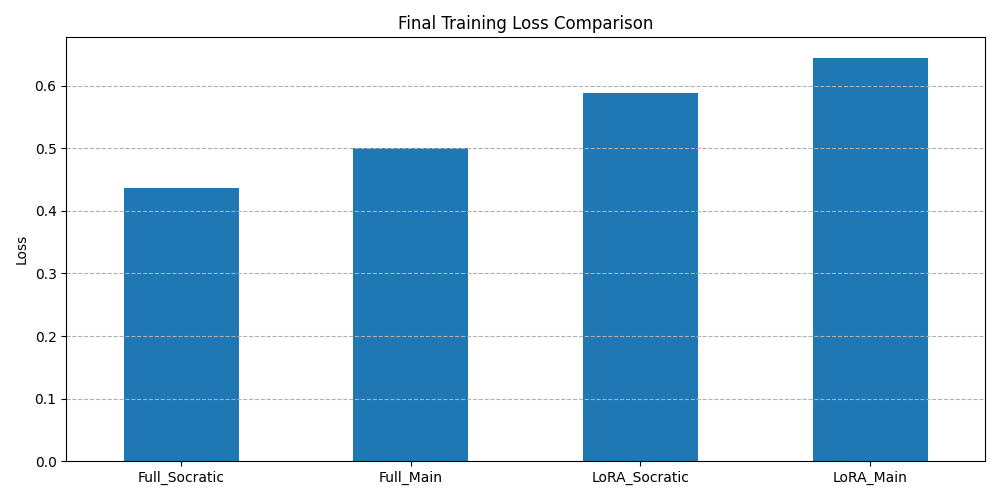 Final Training Loss Comparison
Loss
0.6
0.5
0.4
0.3
0.2
0.1
0.0
Full_Socratic
Full_Main
LoRA_Socratic
LoRA_Main